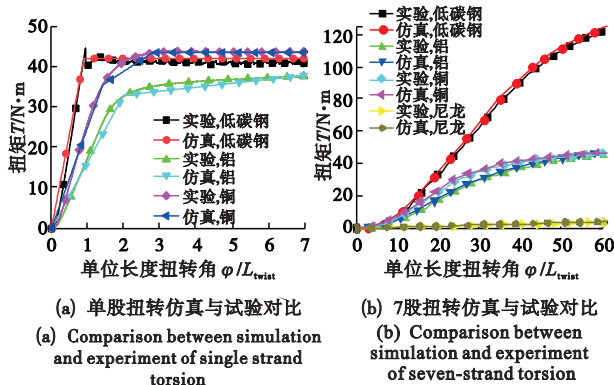 扭矩T/N·m
50
40
30
20
10
0
实验,低碳钢
仿真,低碳钢
实验,铝
仿真,铝
实验,铜
仿真,铜
0 1 2 3 4 5 6 7
单位长度扭转角 φ/Ltwist
(a) 单股扭转仿真与试验对比
(a) Comparison between simulation
and experiment of single strand
torsion
扭矩T/N·m
120
100
80
60
40
20
0
实验,低碳钢
仿真,低碳钢
实验,铝
仿真,铝
实验,铜
仿真,铜
实验,尼龙
仿真,尼龙
0 10 20 30 40 50 60
单位长度扭转角 φ/Ltwist
(b) 7股扭转仿真与试验对比
(b) Comparison between
simulation and experiment
of seven-strand torsion